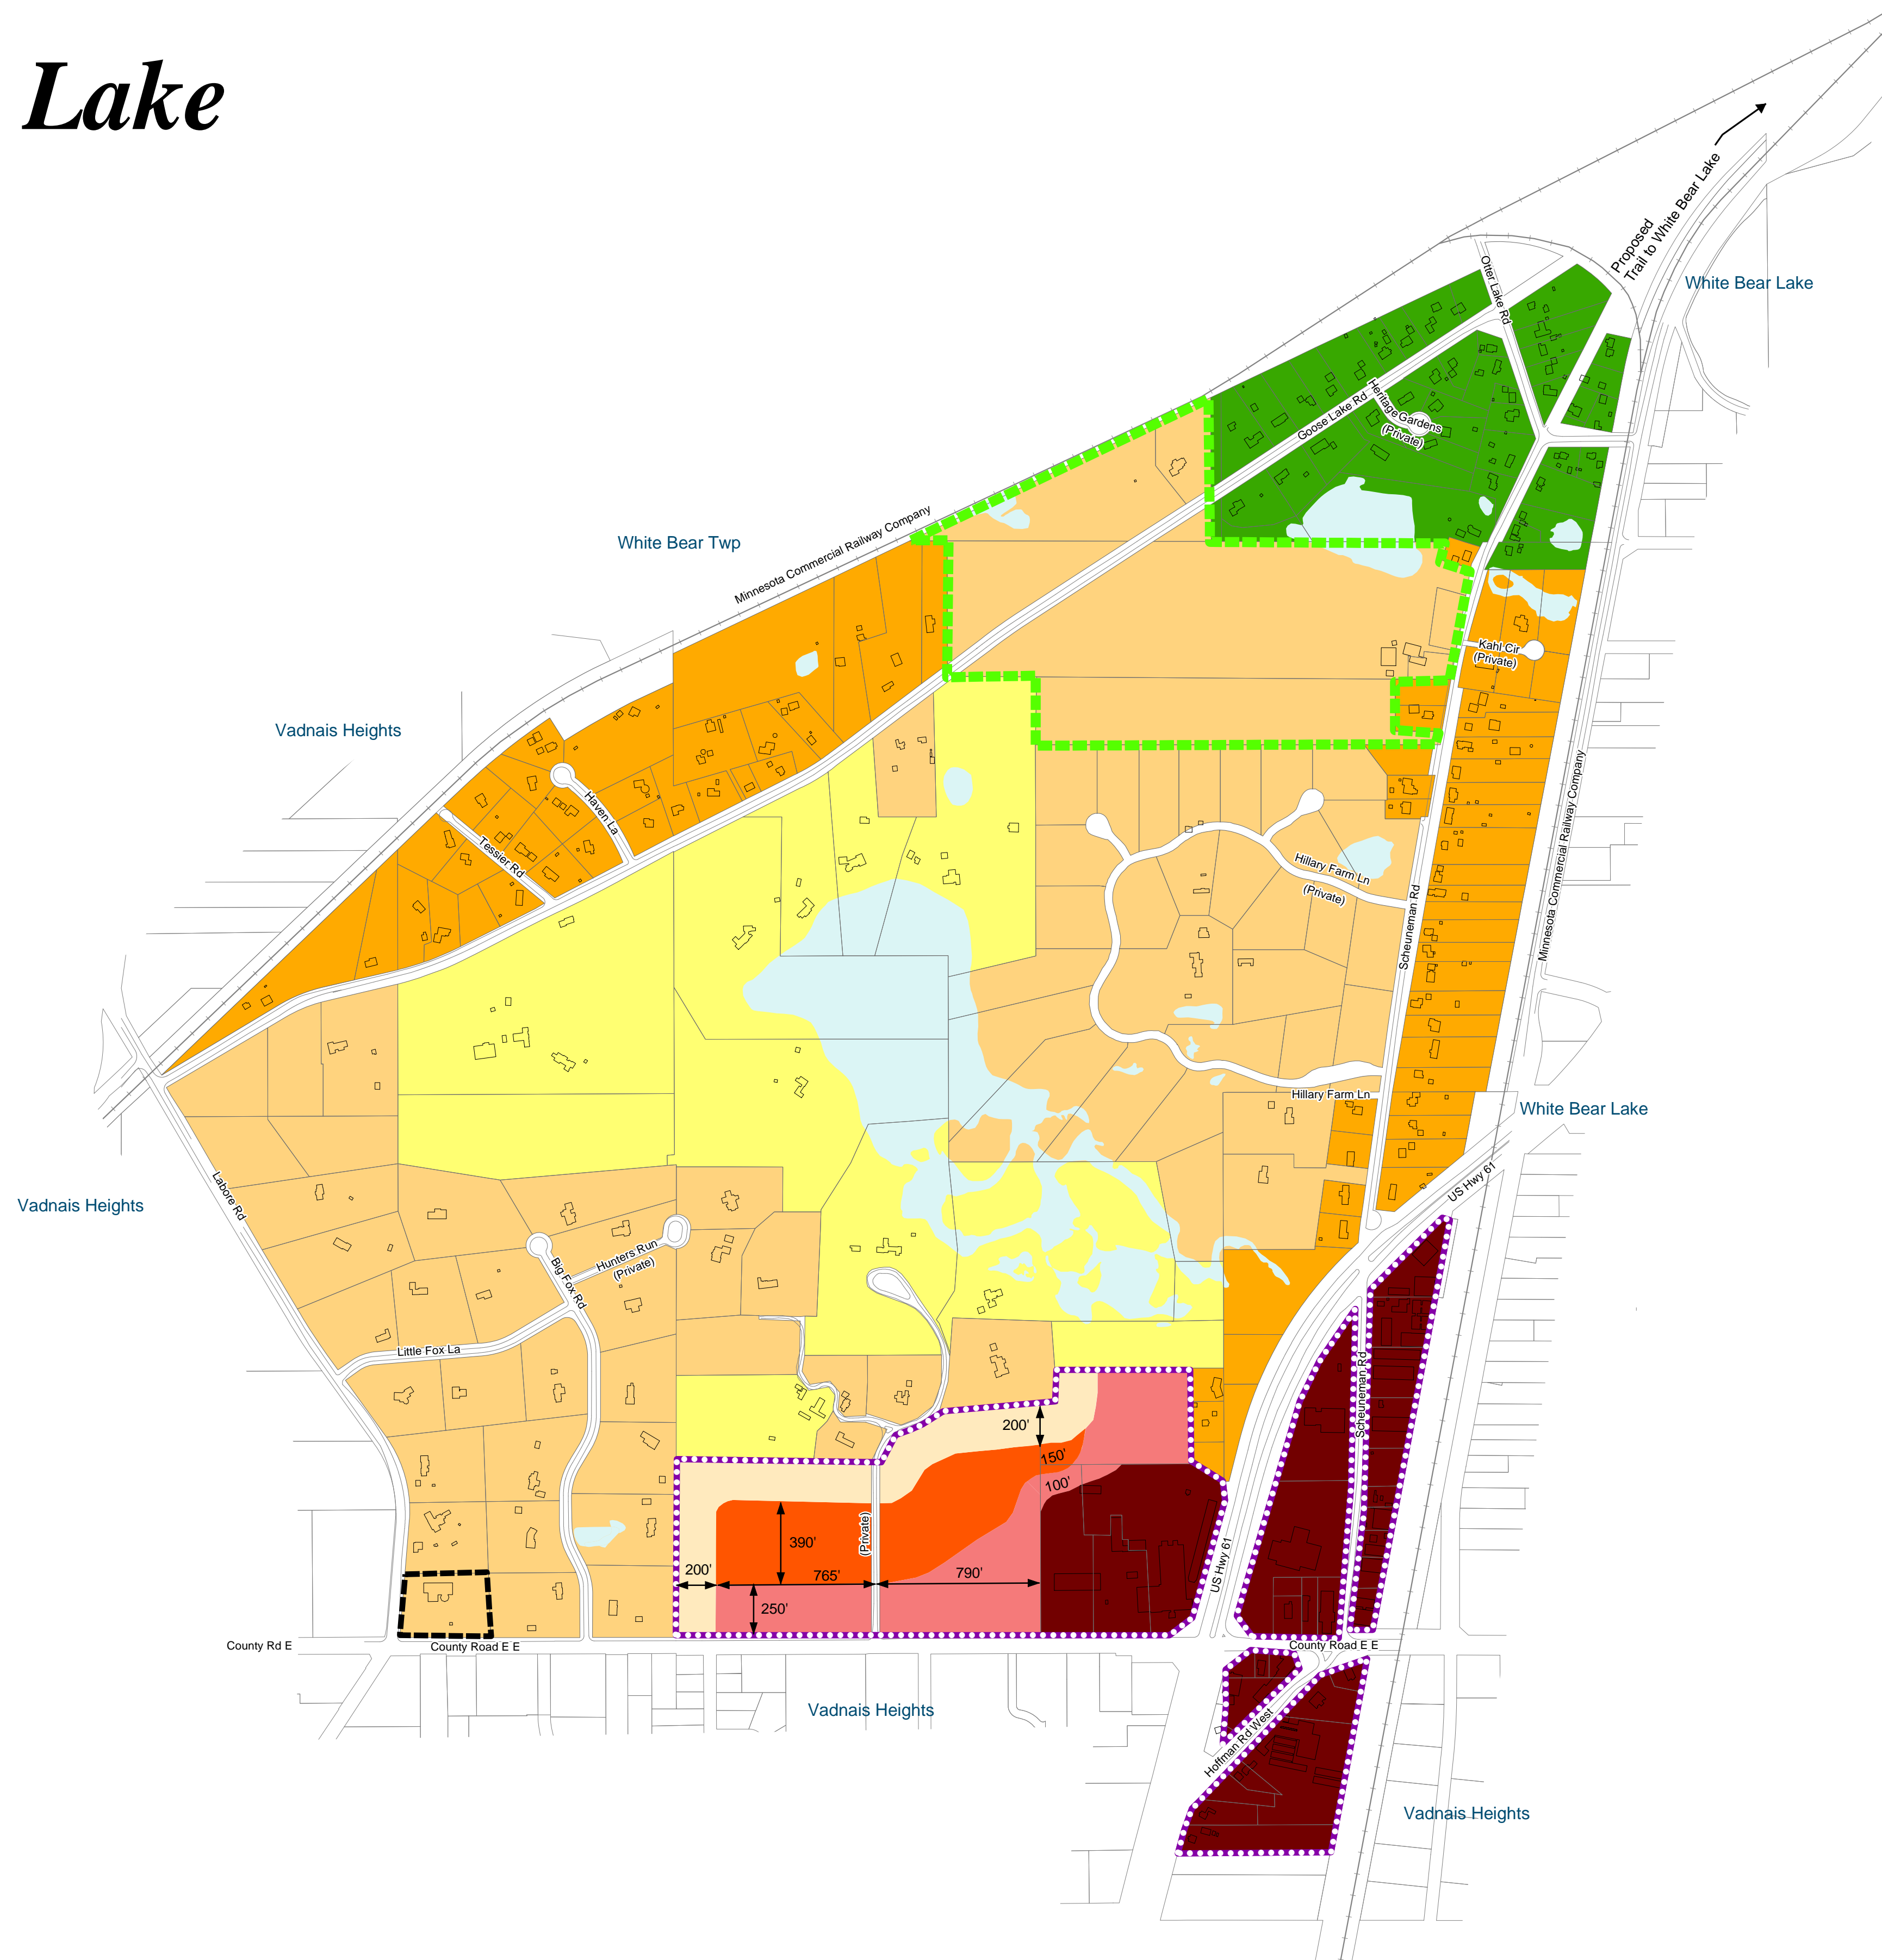 Lake
Proposed
Trail to White Bear Lake
White Bear Lake
Otter Lake Rd
Heritage Gardens
(Private)
Goose Lake Rd
White Bear Twp
Minnesota Commercial Railway Company
Kahl Cir
(Private)
Vadnais Heights
Haven La
Tessier Rd
Minnesota Commercial Railway Company
Hillary Farm Ln
(Private)
Scheuneman Rd
Hillary Farm Ln
White Bear Lake
US Hwy 61
Vadnais Heights
Labore Rd
Hunters Run
(Private)
Big Fox Rd
Little Fox La
Scheuneman Rd
200'
150'
100'
(Private)
390'
200'
765'
790'
250'
US Hwy 61
County Rd E
County Road E E
County Road E E
Vadnais Heights
Hoffman Rd West
Vadnais Heights